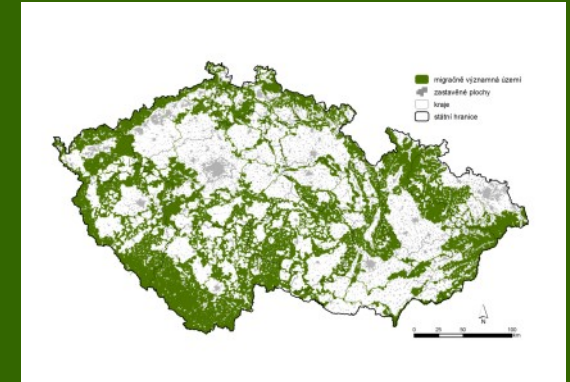 migračně významná území
zastavěné plochy
kraje
státní hranice
N
0 25 50 100
km